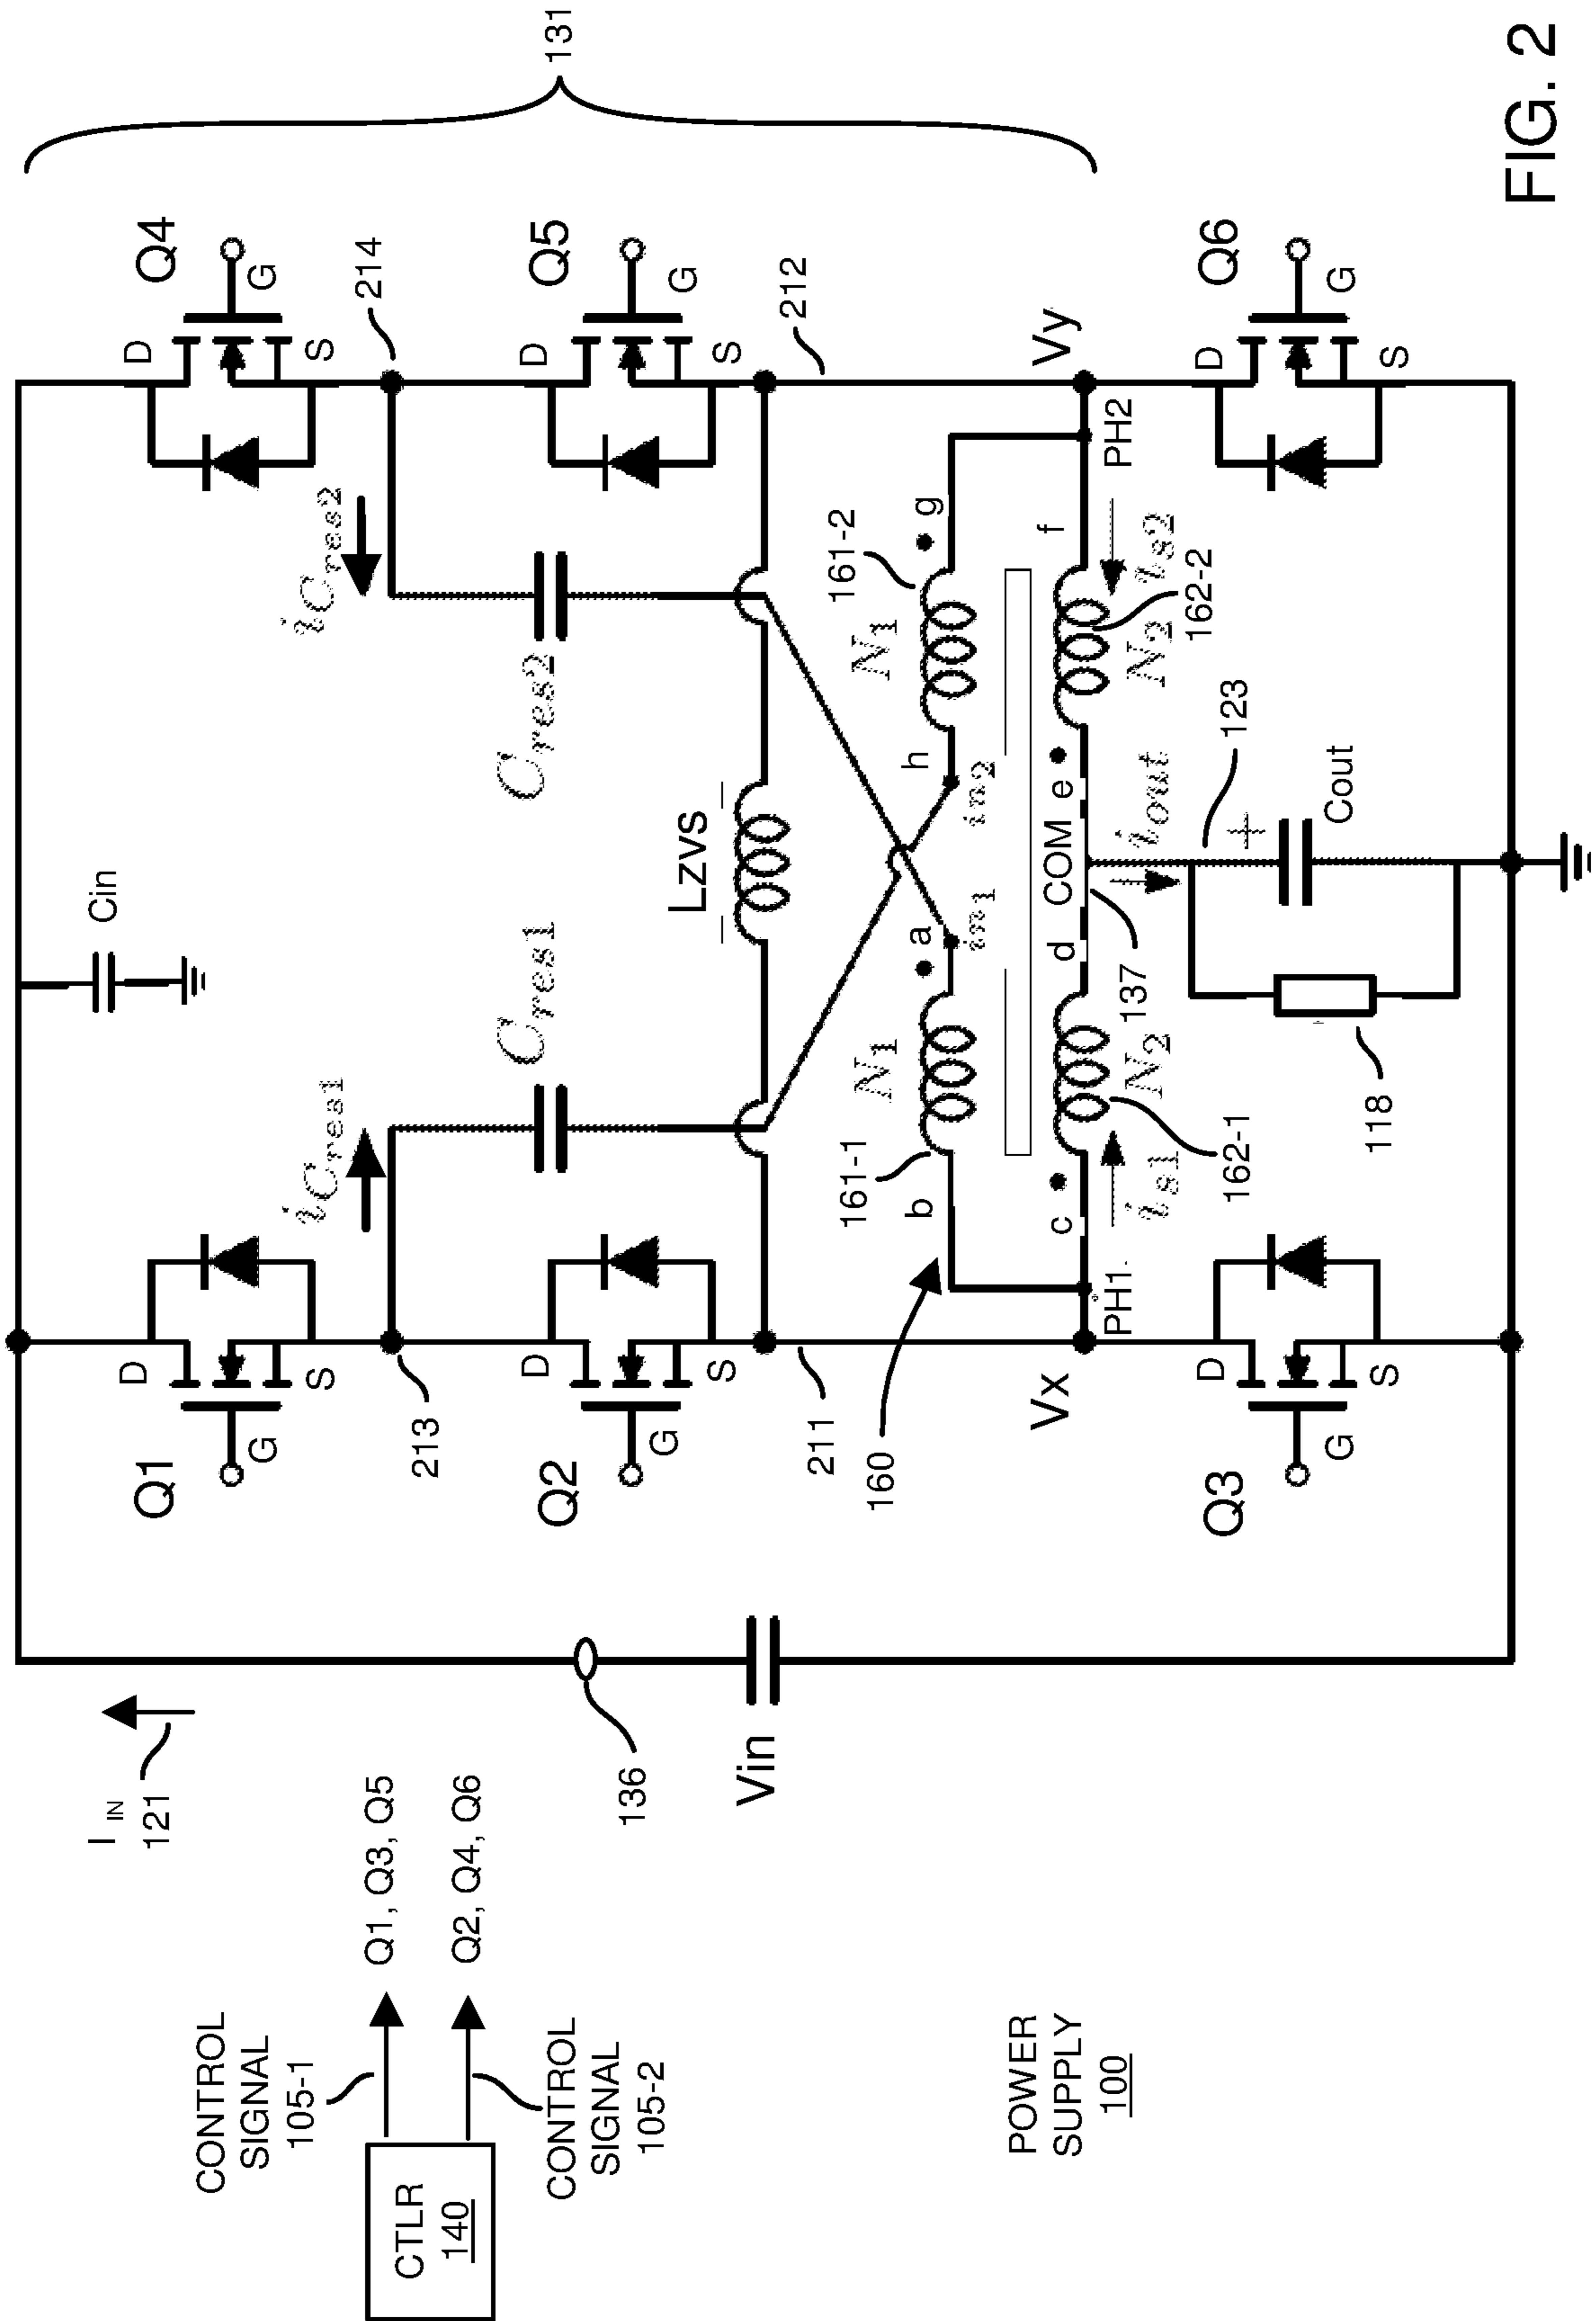 I IN
121
CONTROL
SIGNAL
105-1
Q1, Q3, Q5
Q2, Q4, Q6
CONTROL
SIGNAL
105-2
CTLR
140
POWER
SUPPLY
100
136
Vin
Q1
G
D
S
213
Q2
G
D
S
211
160
Vx
PH1
Q3
G
D
S
Cin
iCres1
Cres1
Lzvs
iCres2
Cres2
Q4
D
G
S
214
Q5
D
G
S
212
Vy
PH2
Q6
D
G
S
131
161-1
N1
b
a
in1
161-2
N1
h
g
in2
c
d
COM
e
f
is1
N2
162-1
137
is2
N2
162-2
iout
123
+
Cout
118
FIG. 2